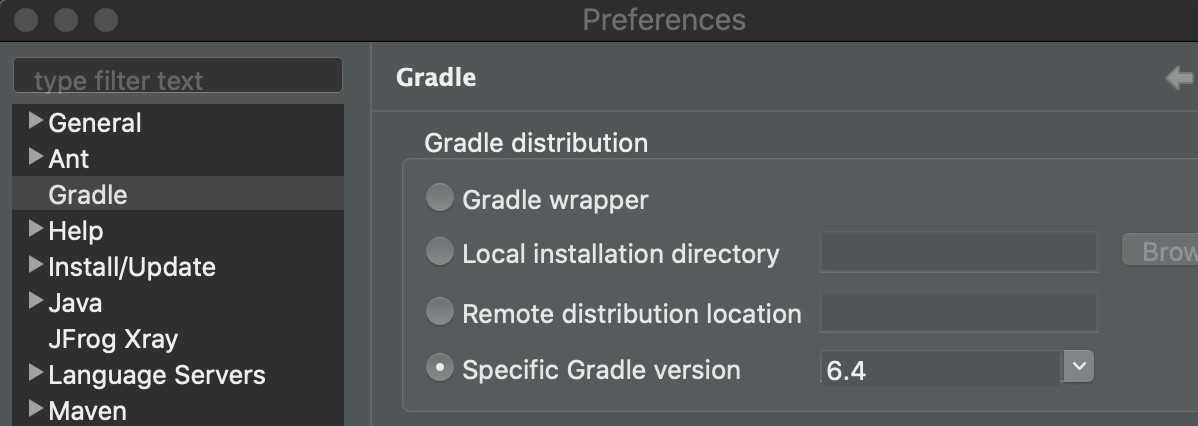 Preferences
type filter text
General
Ant
Gradle
Help
Install/Update
Java
JFrog Xray
Language Servers
Maven
Gradle
Gradle distribution
Gradle wrapper
Local installation directory
Brow
Remote distribution location
Specific Gradle version 6.4